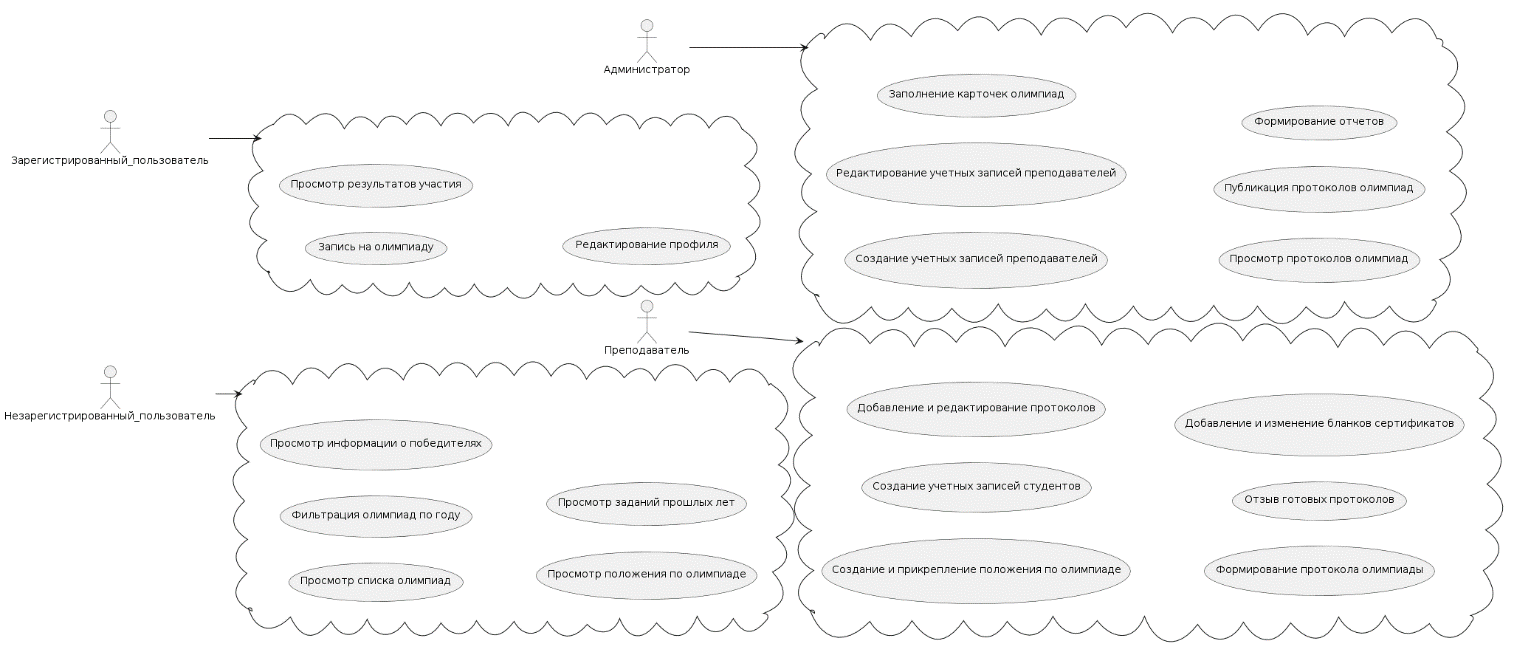 Администратор
Заполнение карточек олимпиад
Формирование отчетов
Редактирование учетных записей преподавателей
Публикация протоколов олимпиад
Создание учетных записей преподавателей
Просмотр протоколов олимпиад
Зарегистрированный_пользователь
Просмотр результатов участия
Запись на олимпиаду
Редактирование профиля
Преподаватель
Добавление и редактирование протоколов
Добавление и изменение бланков сертификатов
Создание учетных записей студентов
Отзыв готовых протоколов
Создание и прикрепление положения по олимпиаде
Формирование протокола олимпиады
Незарегистрированный_пользователь
Просмотр информации о победителях
Фильтрация олимпиад по году
Просмотр заданий прошлых лет
Просмотр списка олимпиад
Просмотр положения по олимпиаде